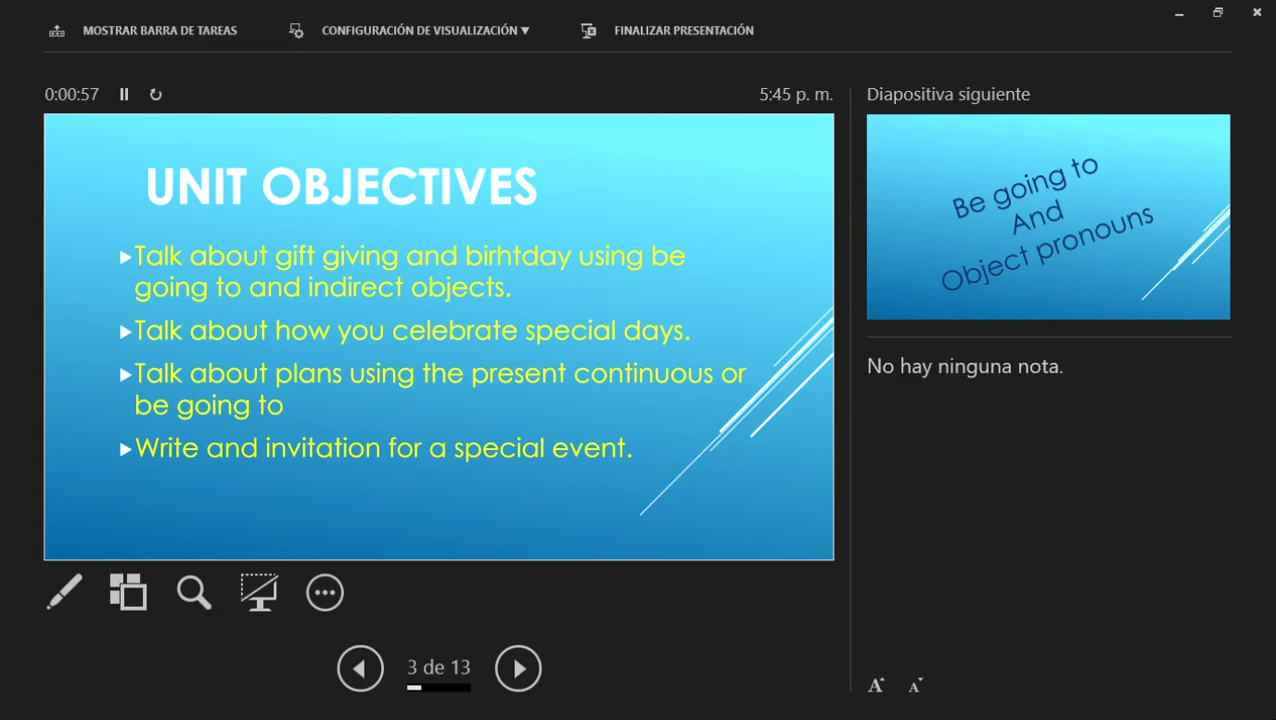 MOSTRAR BARRA DE TAREAS
CONFIGURACIÓN DE VISUALIZACIÓN ▼
FINALIZAR PRESENTACIÓN
0:00:57
5:45 p. m.
UNIT OBJECTIVES
Talk about gift giving and birhtday using be
going to and indirect objects.
Talk about how you celebrate special days.
Talk about plans using the present continuous or
be going to
Write and invitation for a special event.
3 de 13
Diapositiva siguiente
Be going to
And
Object pronouns
No hay ninguna nota.
A A